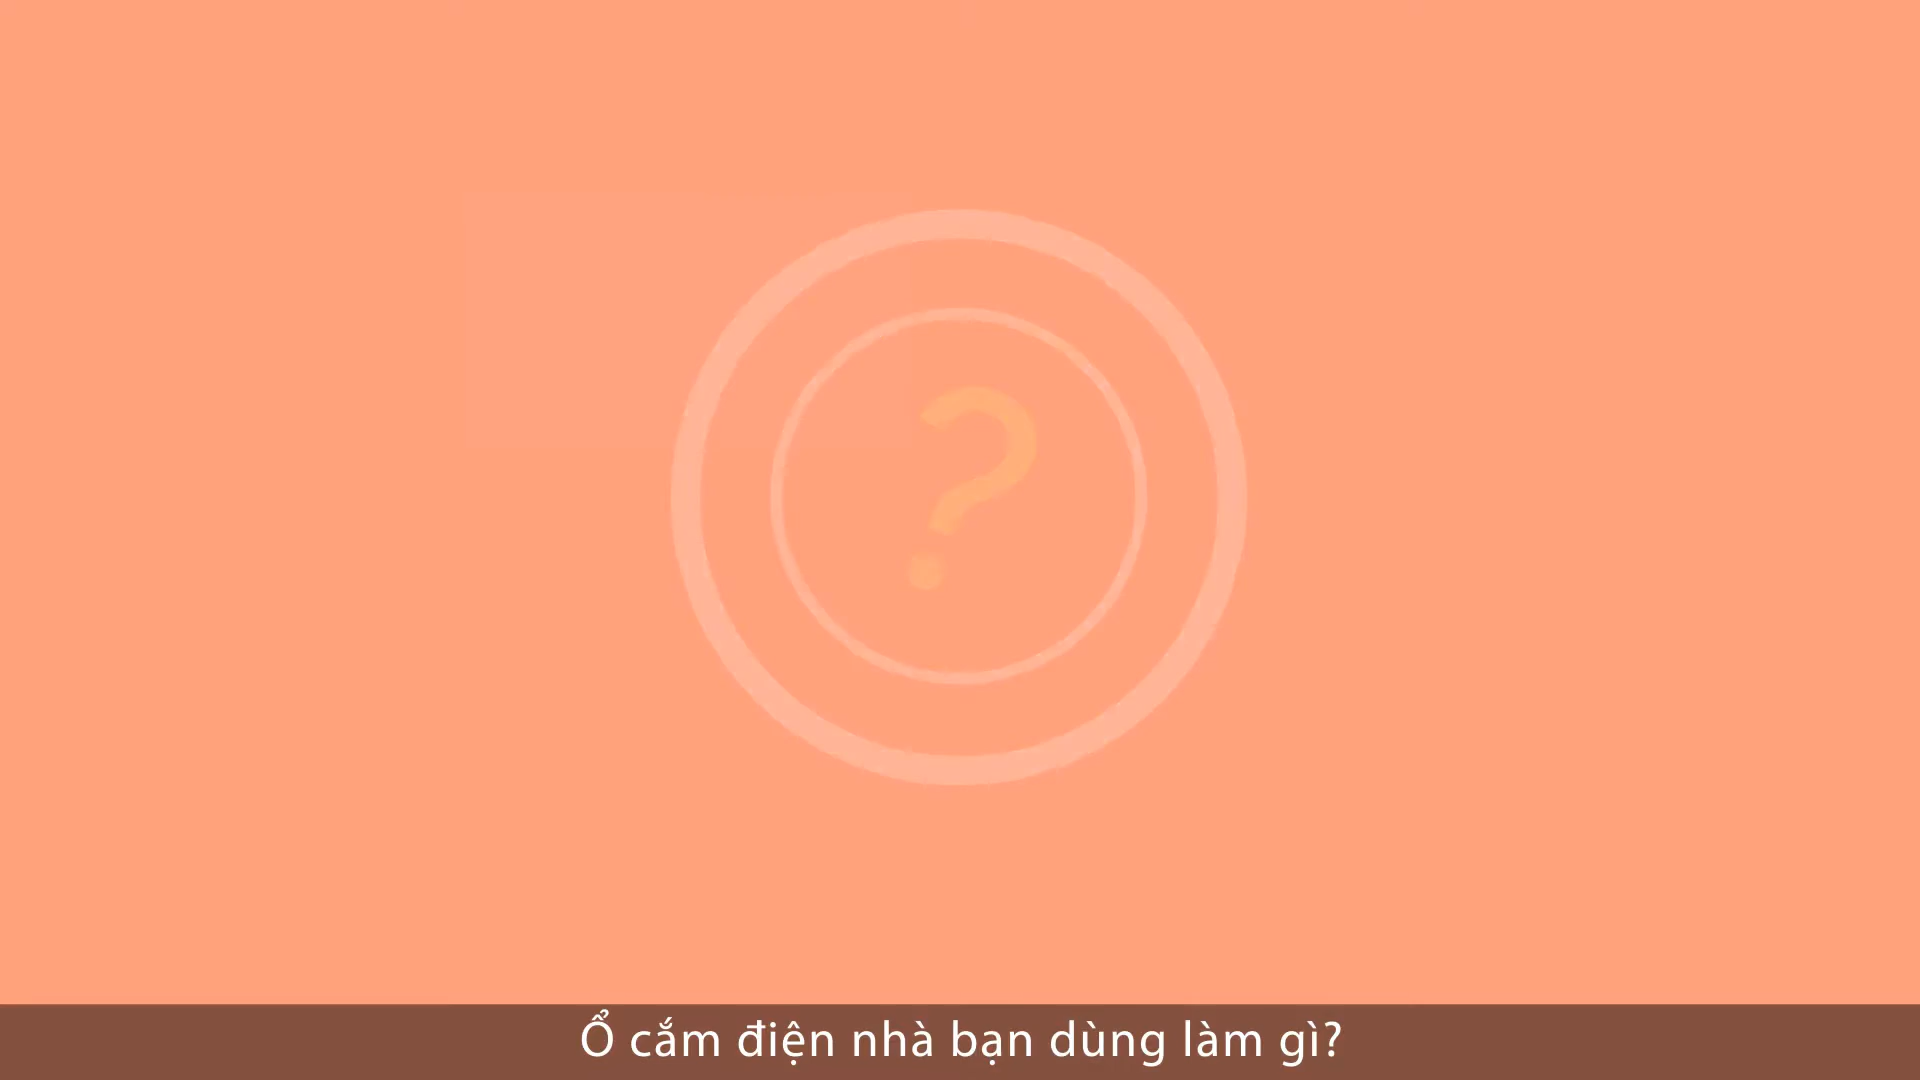 ?
Ổ cắm điện nhà bạn dùng làm gì?